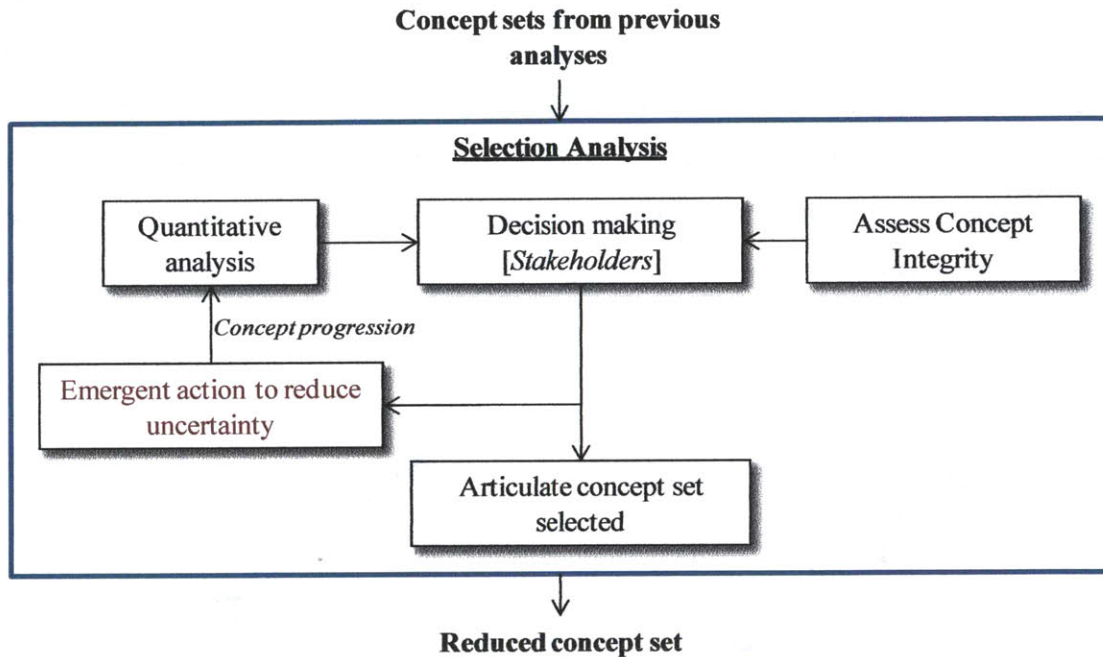 Concept sets from previous
analyses
Selection Analysis
Quantitative
analysis
Decision making
[Stakeholders]
Assess Concept
Integrity
Concept progression
Emergent action to reduce
uncertainty
Articulate concept set
selected
Reduced concept set